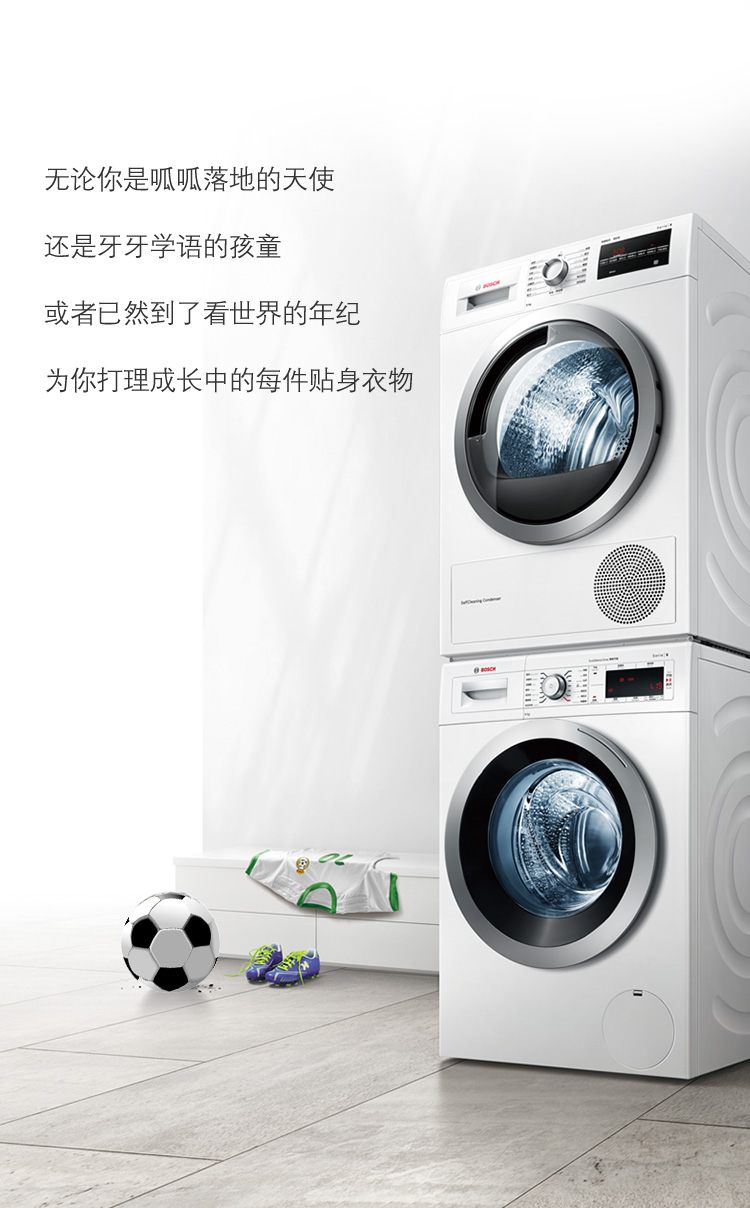 无论你是呱呱落地的天使
还是牙牙学语的孩童
或者已然到了看世界的年纪
为你打理成长中的每件贴身衣物
BOSCH
SelfCleaning Condenser
BOSCH